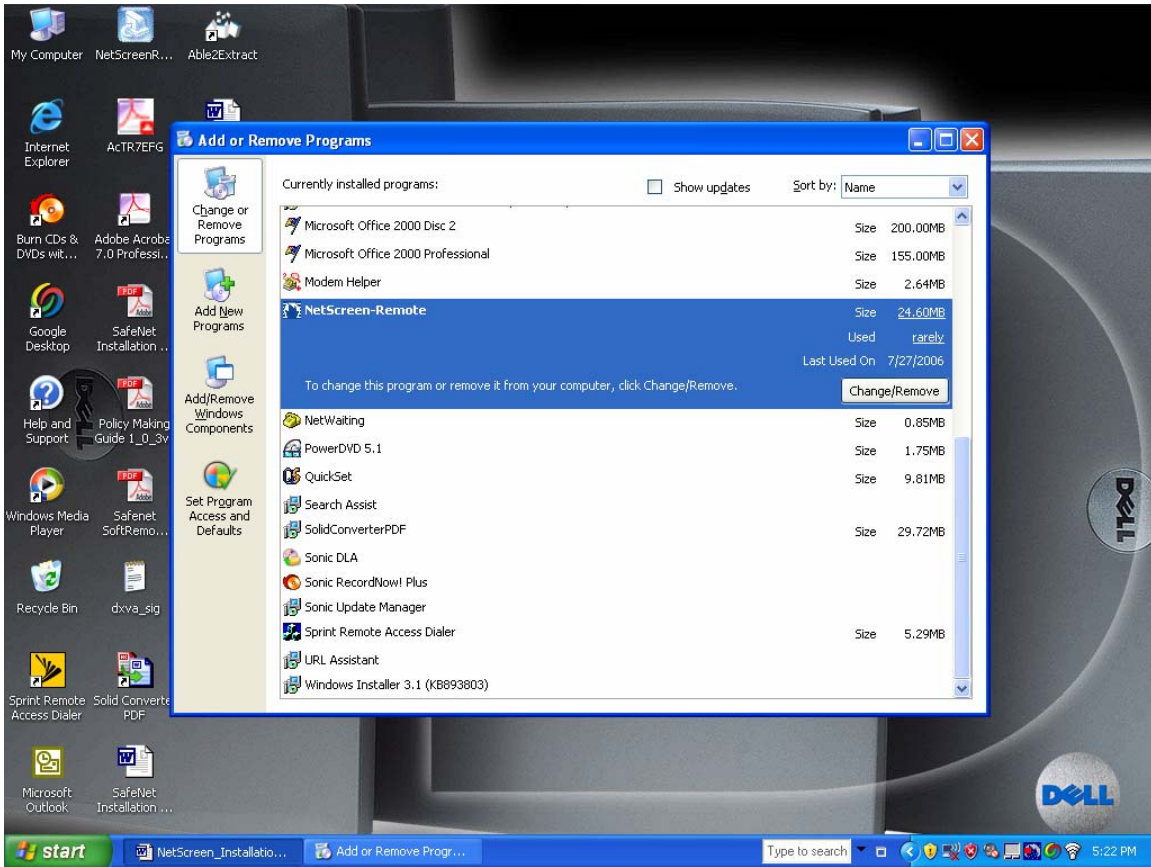 My Computer
NetScreenR...
Able2Extract
Internet
Explorer
AcTR7EFG
Burn CDs &
DVDs wit...
Adobe Acroba
7.0 Professi..
Google
Desktop
SafeNet
Installation ..
Help and
Support
Policy Making
Guide 1_0_3v
Windows Media
Player
Safenet
SoftRemo...
Recycle Bin
dxva_sig
Sprint Remote
Access Dialer
Solid Converte
PDF
Microsoft
Outlook
SafeNet
Installation ...
Add or Remove Programs
Change or
Remove
Programs
Add New
Programs
Add/Remove
Windows
Components
Set Program
Access and
Defaults
Currently installed programs:
Show updates
Sort by: Name
Microsoft Office 2000 Disc 2 Size 200.00MB
Microsoft Office 2000 Professional Size 155.00MB
Modem Helper Size 2.64MB
NetScreen-Remote Size 24.60MB
Used rarely
Last Used On 7/27/2006
To change this program or remove it from your computer, click Change/Remove.
Change/Remove
NetWaiting Size 0.85MB
PowerDVD 5.1 Size 1.75MB
QuickSet Size 9.81MB
Search Assist
SolidConverterPDF Size 29.72MB
Sonic DLA
Sonic RecordNow! Plus
Sonic Update Manager
Sprint Remote Access Dialer Size 5.29MB
URL Assistant
Windows Installer 3.1 (KB893803)
DELL
DELL
start
NetScreen_Installatio...
Add or Remove Progr...
Type to search
5:22 PM